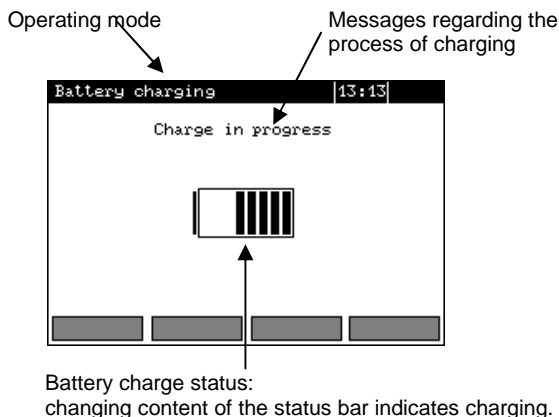 Operating mode
Messages regarding the
process of charging
Battery charging
13:13
Charge in progress
Battery charge status:
changing content of the status bar indicates charging.